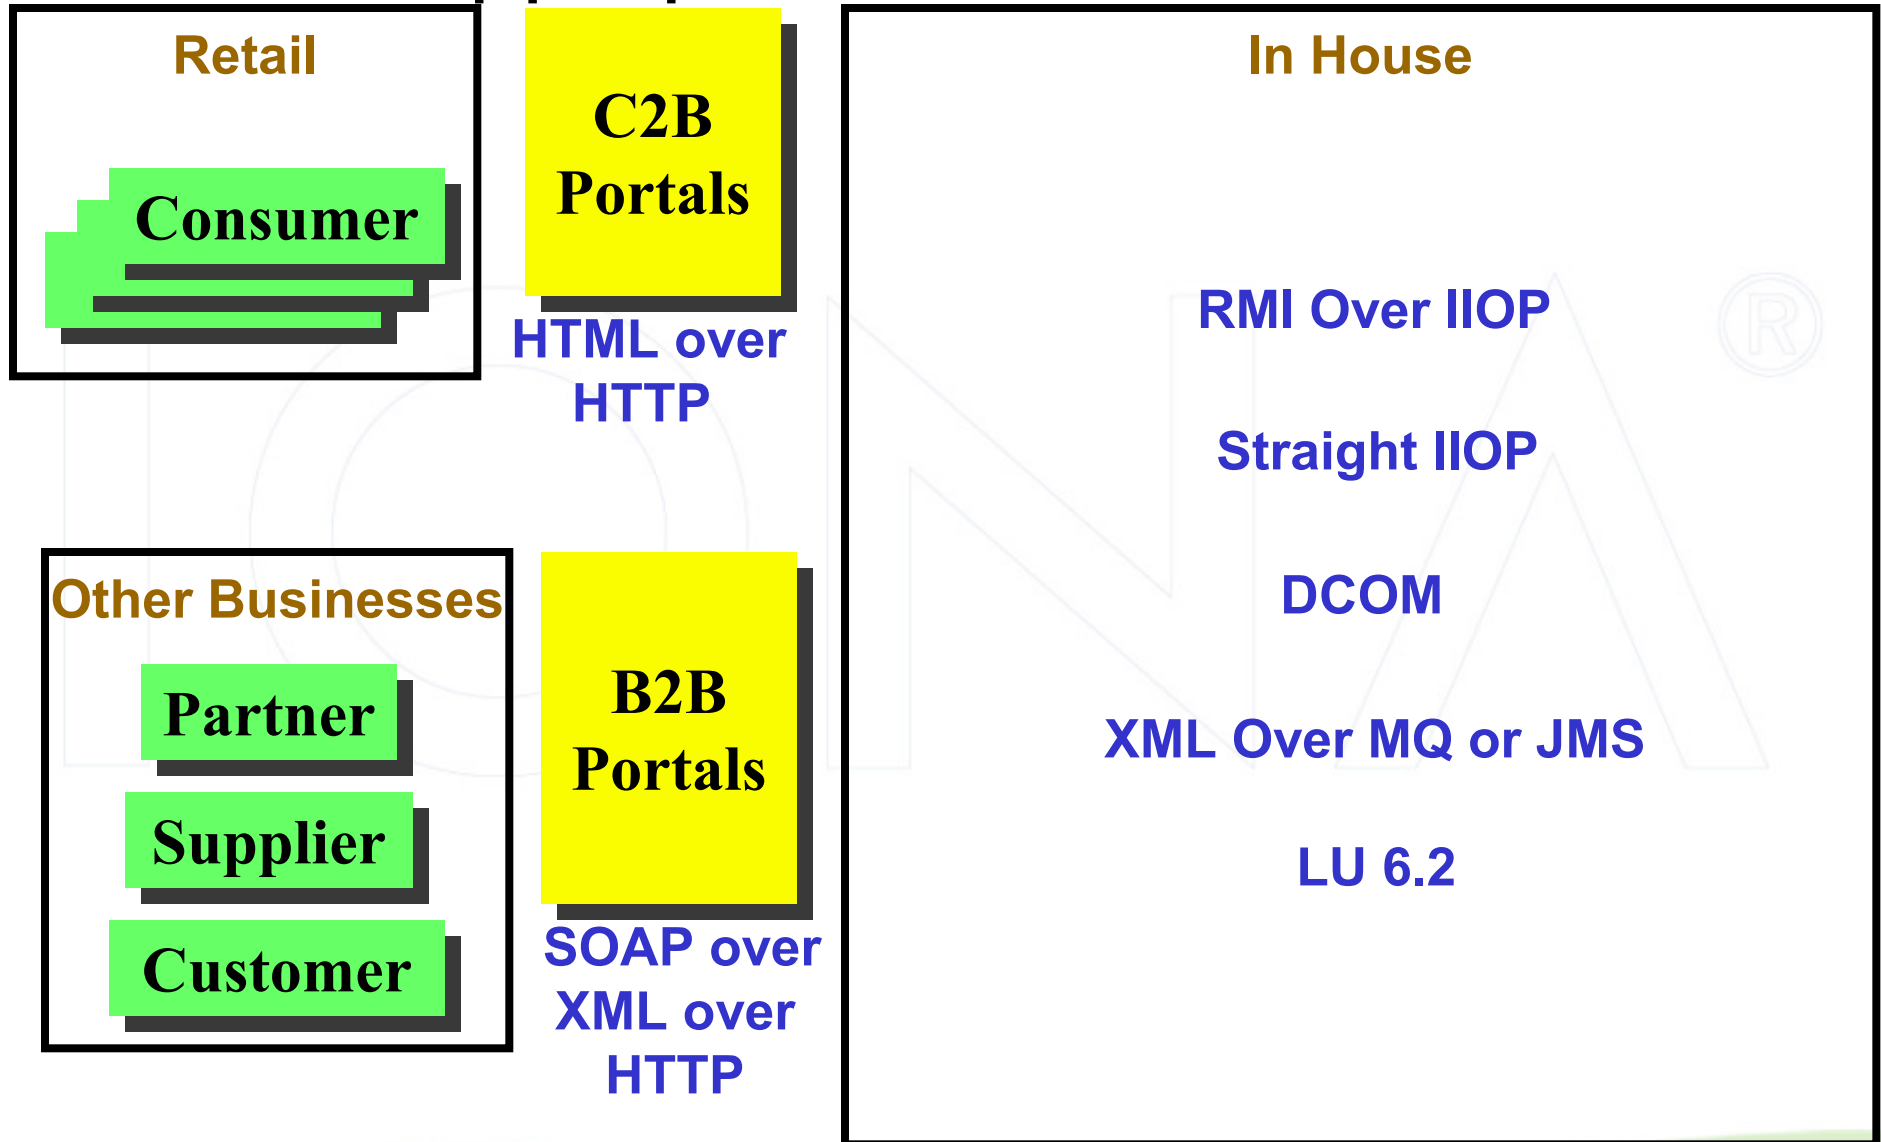 Retail
Consumer
C2B
Portals
HTML over
HTTP
Other Businesses
Partner
Supplier
Customer
B2B
Portals
SOAP over
XML over
HTTP
In House
RMI Over IIOP
Straight IIOP
DCOM
XML Over MQ or JMS
LU 6.2
IONA®